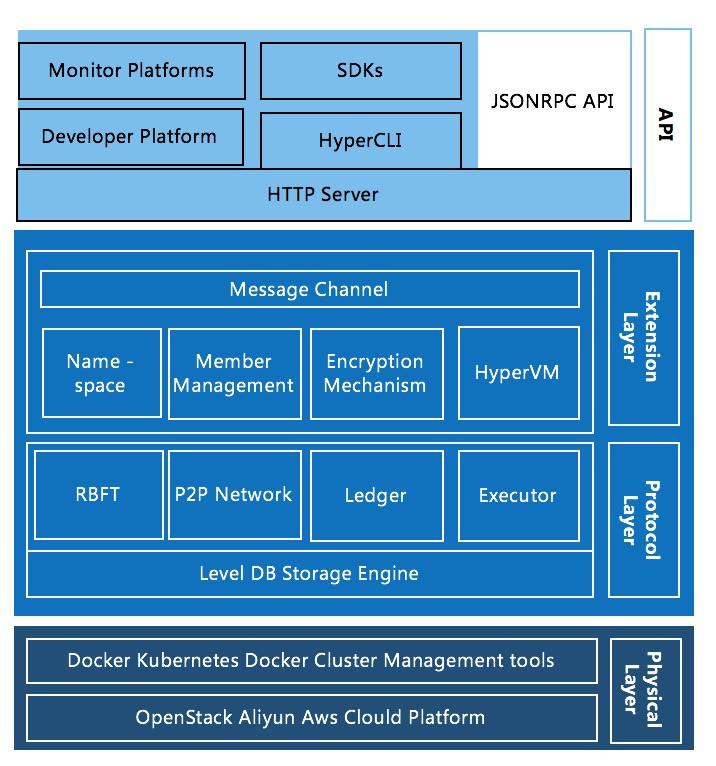 Monitor Platforms
SDKs
JSONRPC API
Developer Platform
HyperCLI
HTTP Server
API
Message Channel
Name -
space
Member
Management
Encryption
Mechanism
HyperVM
Extension
Layer
RBFT
P2P Network
Ledger
Executor
Level DB Storage Engine
Protocol
Layer
Docker Kubernetes Docker Cluster Management tools
OpenStack Aliyun Aws Clould Platform
Physical
Layer